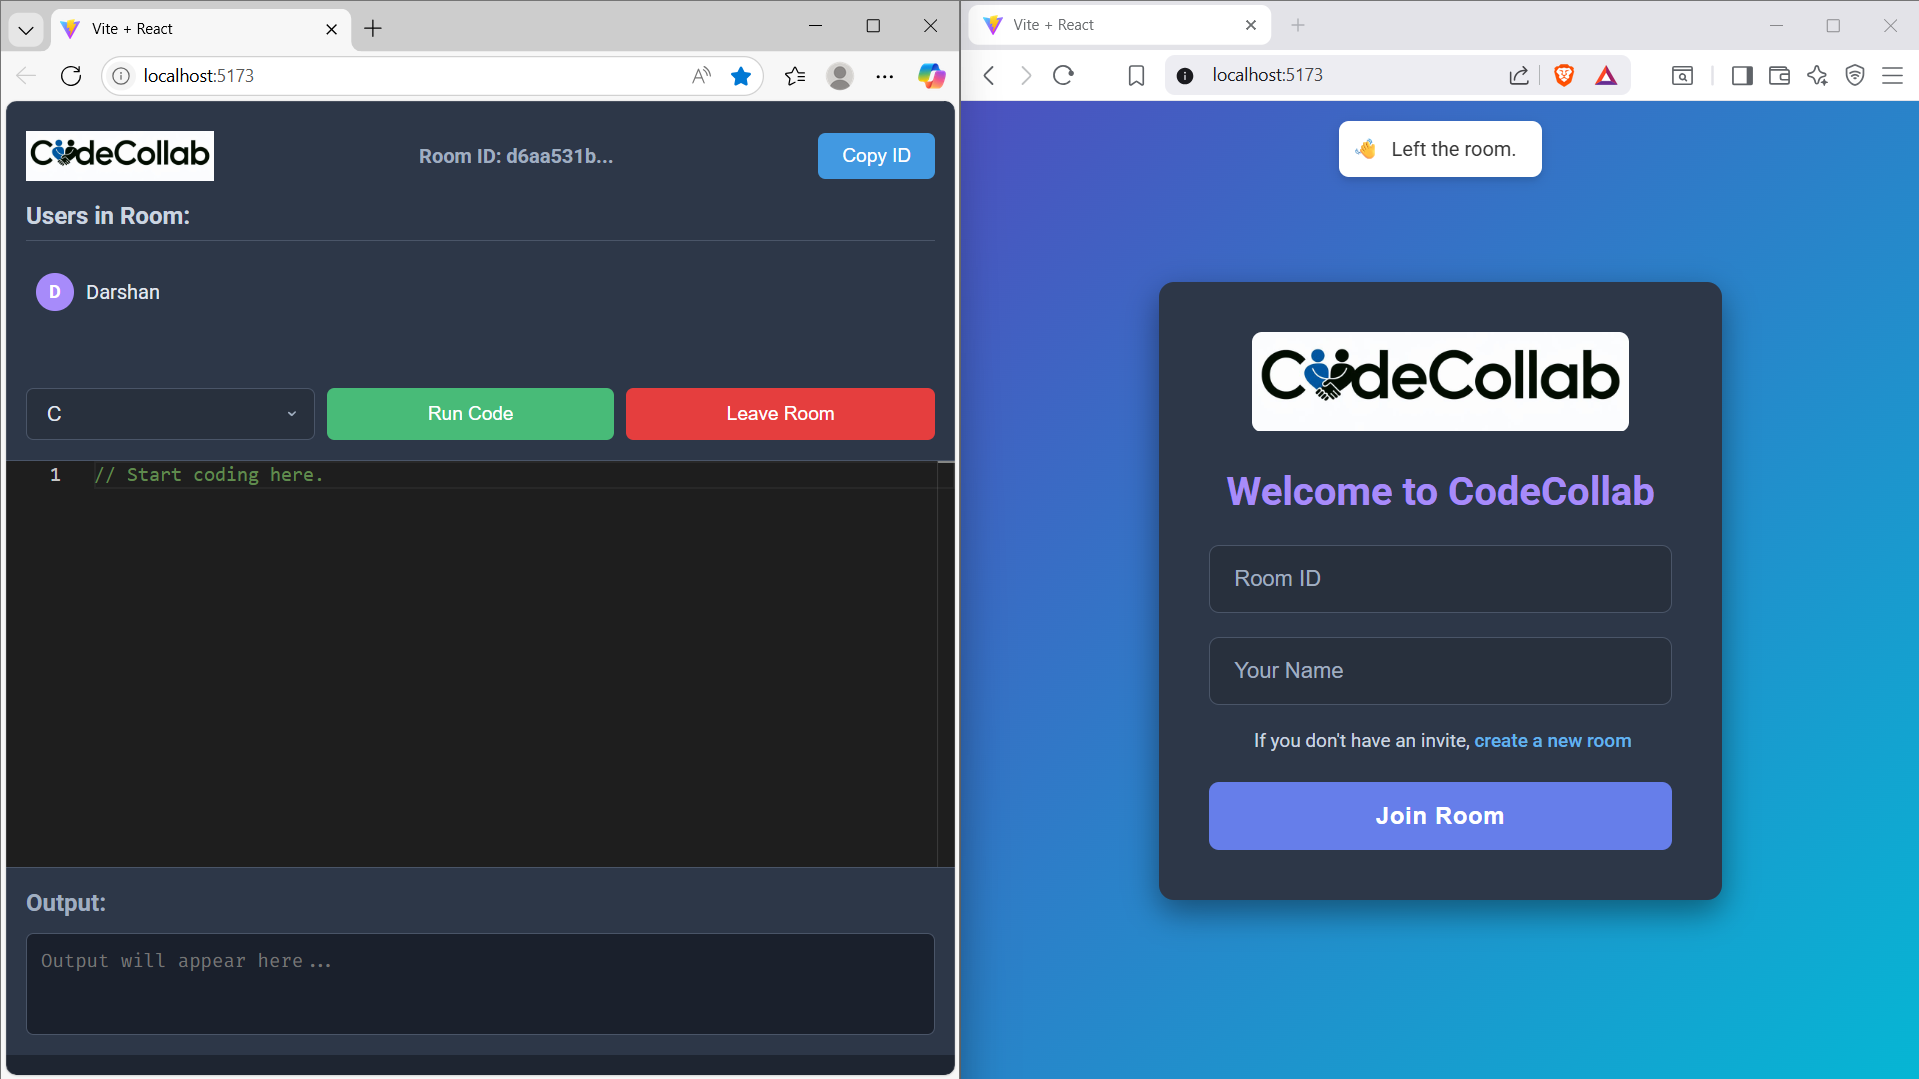 Vite + React
localhost:5173
CodeCollab
Room ID: d6aa531b...
Copy ID
Users in Room:
D
Darshan
C
Run Code
Leave Room
1
// Start coding here.
Output:
Output will appear here...
Vite + React
localhost:5173
Left the room.
CodeCollab
Welcome to CodeCollab
Room ID
Your Name
If you don't have an invite, create a new room
Join Room